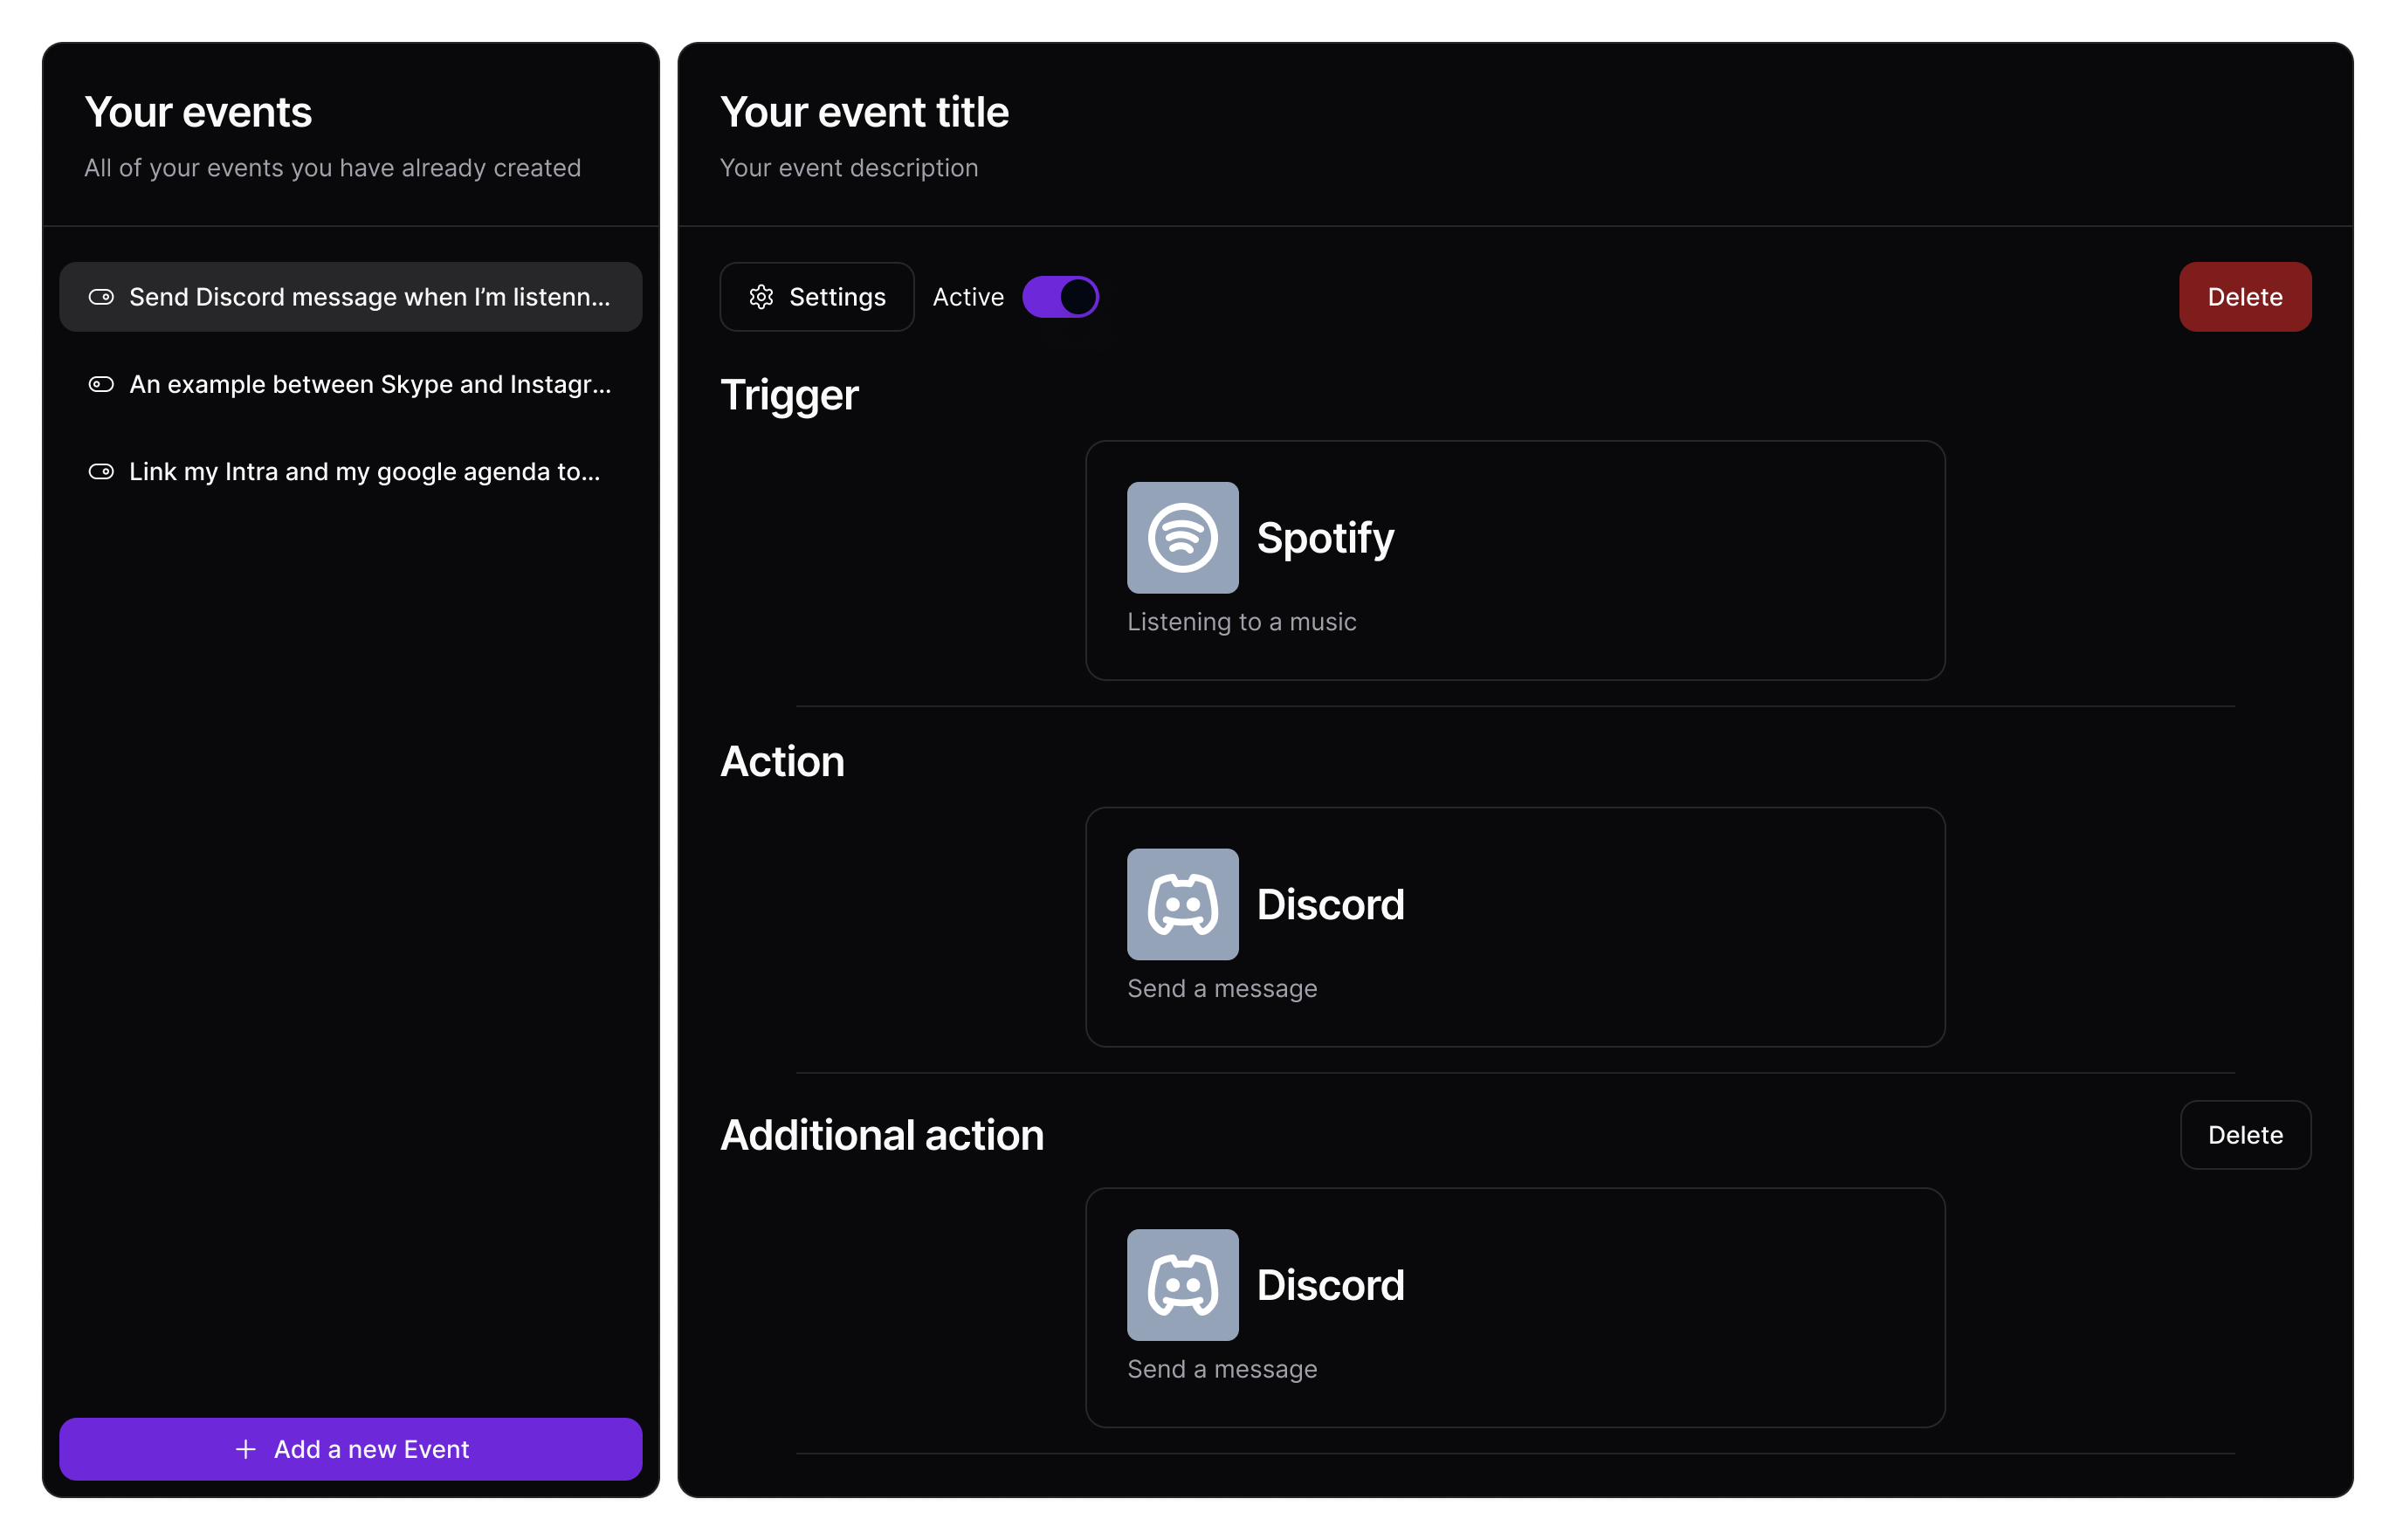 Your events
All of your events you have already created
Send Discord message when I’m listenn...
An example between Skype and Instagr...
Link my Intra and my google agenda to...
Add a new Event
Your event title
Your event description
Settings
Active
Delete
Trigger
Spotify
Listening to a music
Action
Discord
Send a message
Additional action
Delete
Discord
Send a message